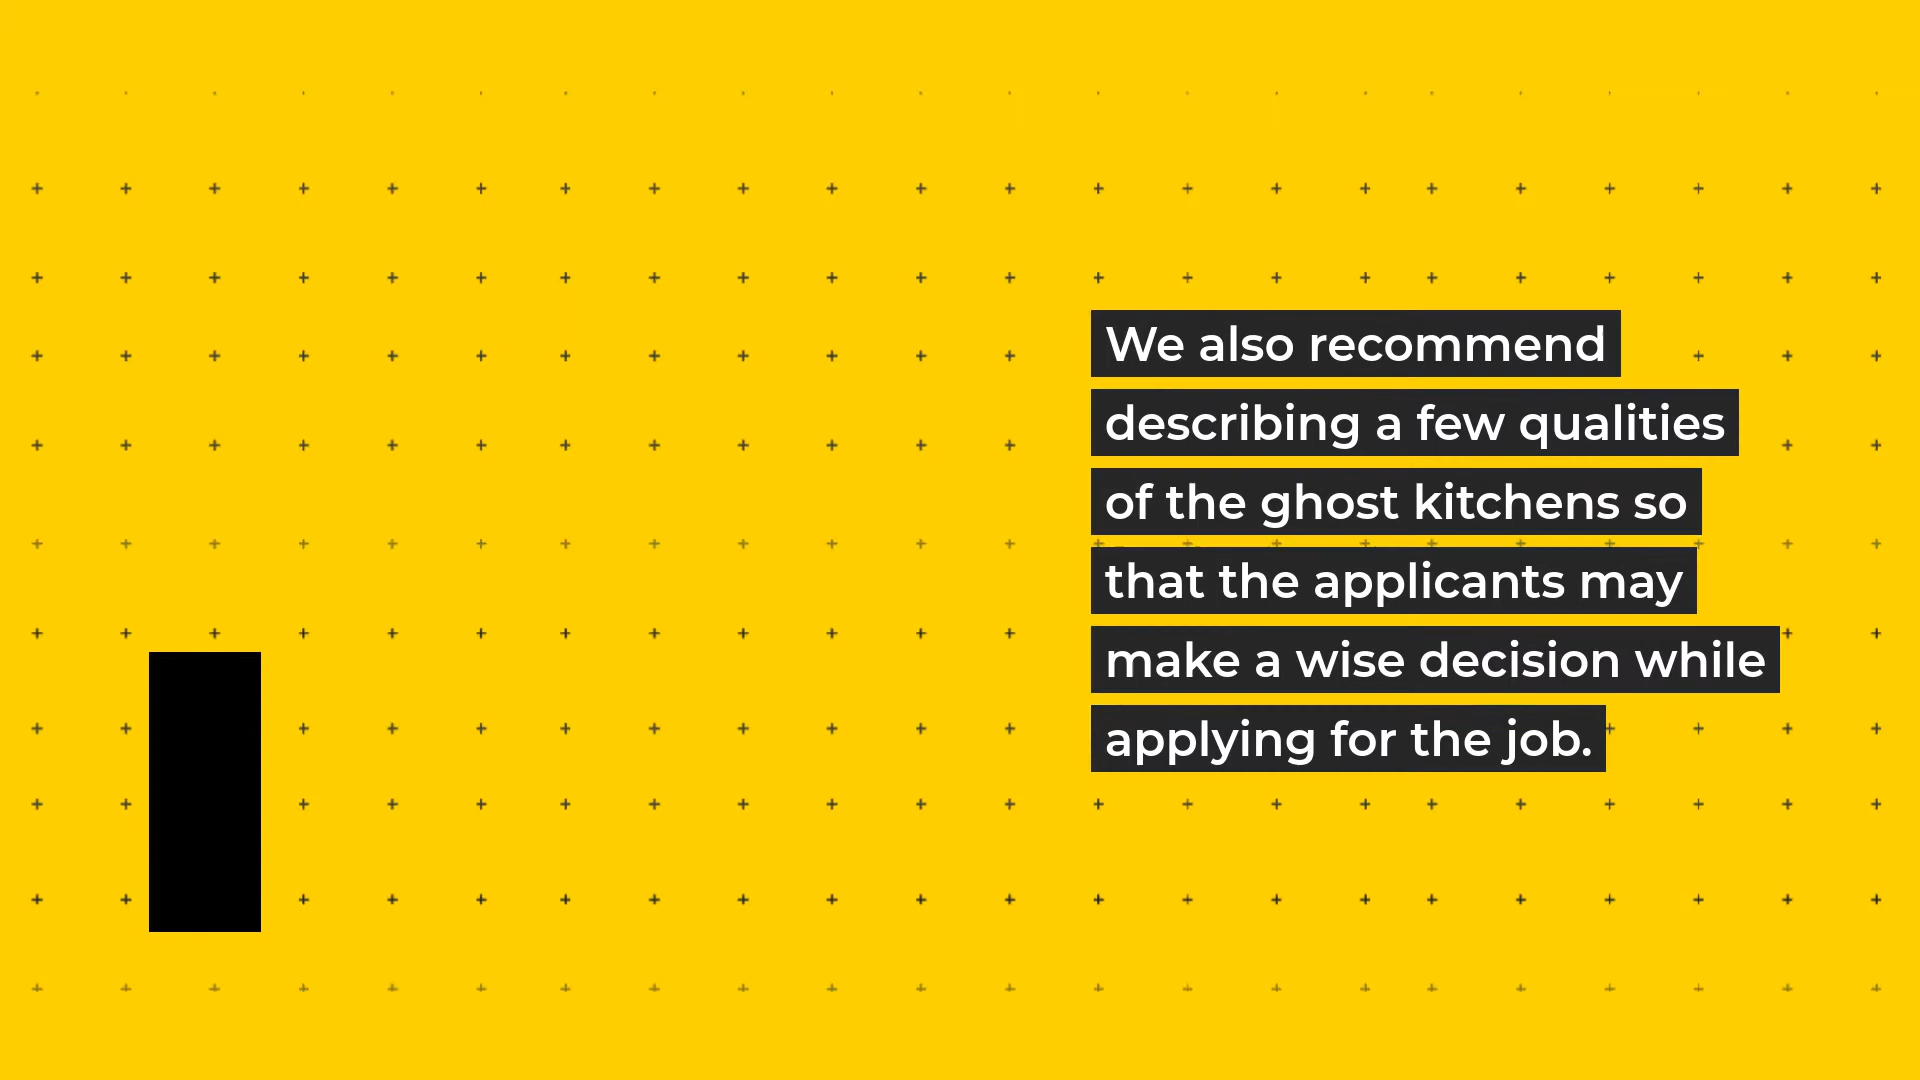 We also recommend
describing a few qualities
of the ghost kitchens so
that the applicants may
make a wise decision while
applying for the job.